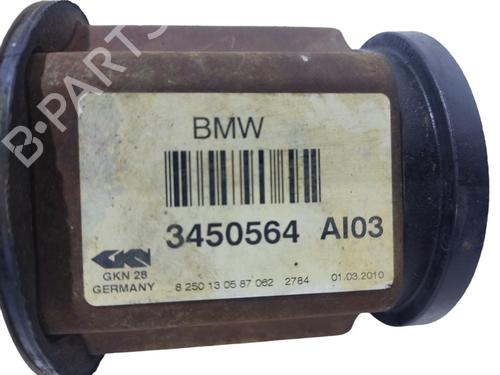 BMW
3450564 AI03
GKN
GKN 28
GERMANY
8 250 13 05 87 062 2784 01.03.2010
B-PARTS